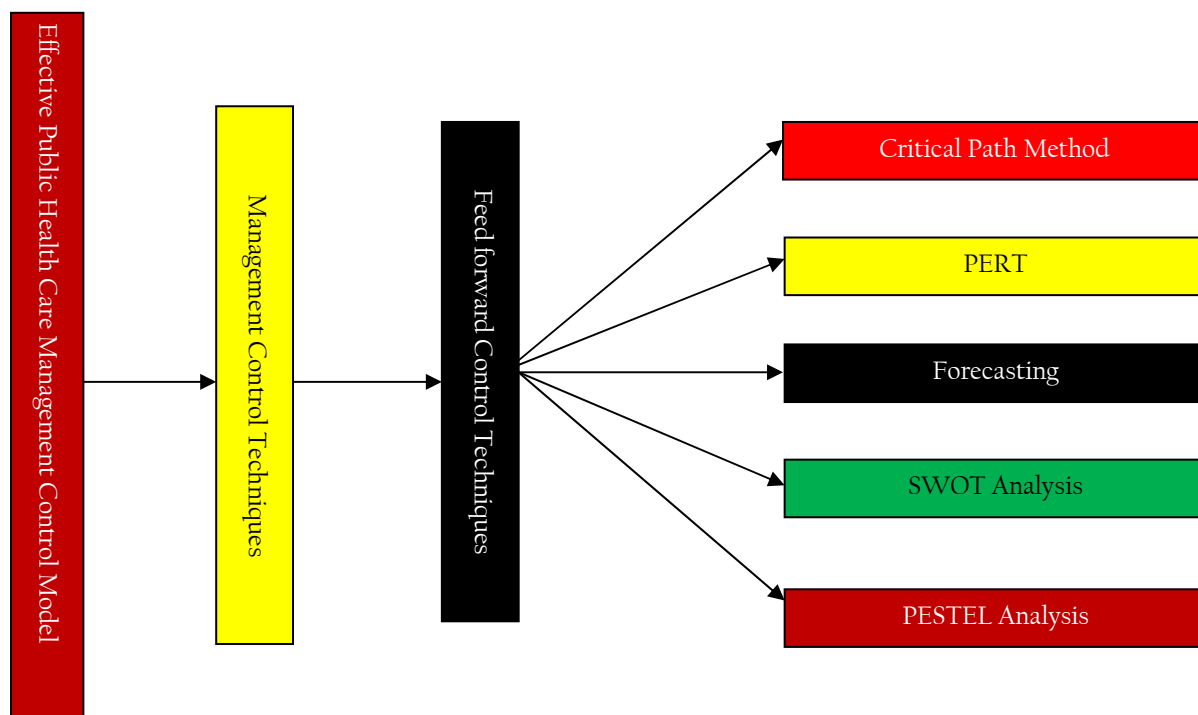 Effective Public Health Care Management Control Model
Management Control Techniques
Feed forward Control Techniques
Critical Path Method
PERT
Forecasting
SWOT Analysis
PESTEL Analysis